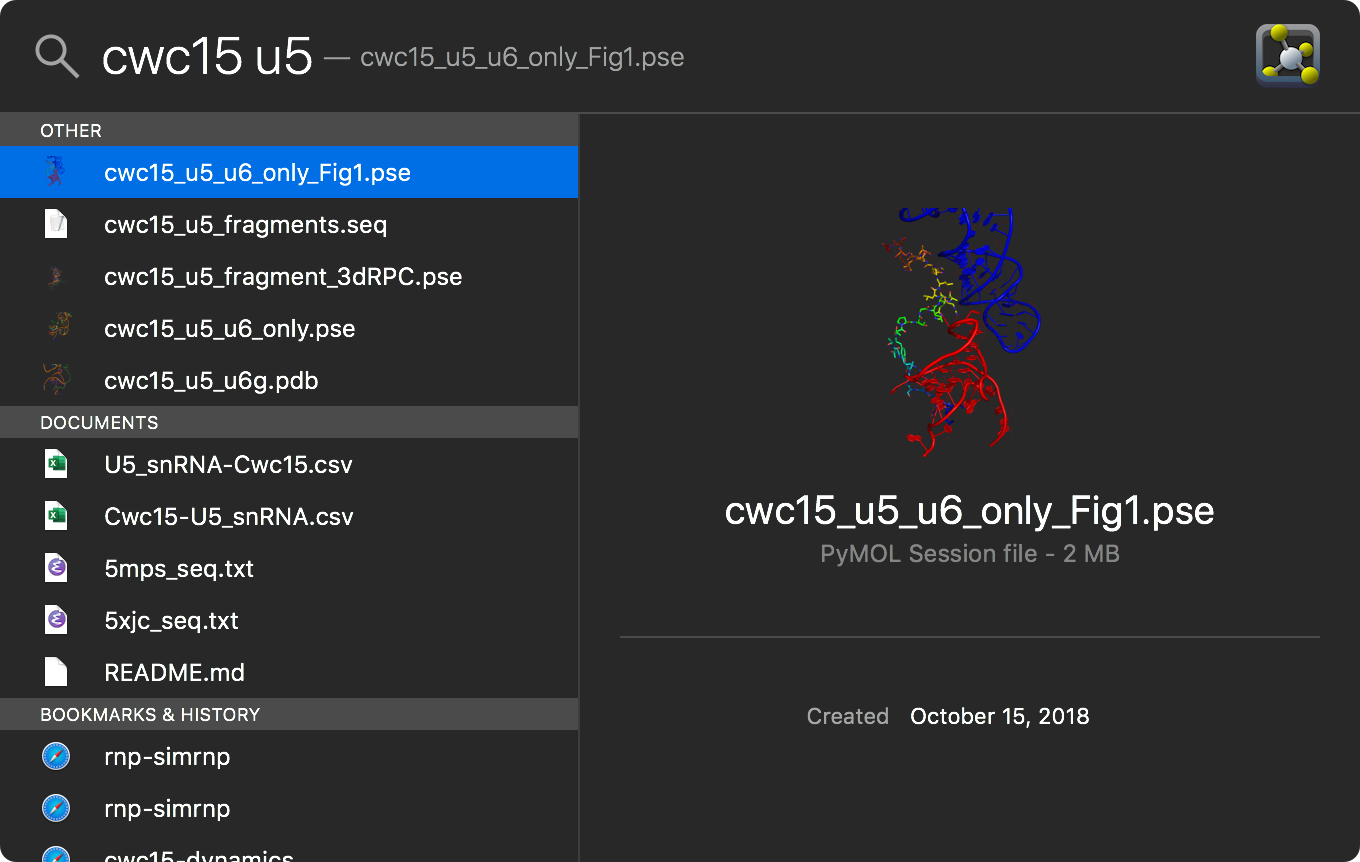 cwc15 u5 — cwc15_u5_u6_only_Fig1.pse
OTHER
cwc15_u5_u6_only_Fig1.pse
cwc15_u5_fragments.seq
cwc15_u5_fragment_3dRPC.pse
cwc15_u5_u6_only.pse
cwc15_u5_u6g.pdb
DOCUMENTS
U5_snRNA-Cwc15.csv
Cwc15-U5_snRNA.csv
5mps_seq.txt
5xjc_seq.txt
README.md
BOOKMARKS & HISTORY
rnp-simrnp
rnp-simrnp
cwc15-dynamics
cwc15_u5_u6_only_Fig1.pse
PyMOL Session file - 2 MB
Created October 15, 2018